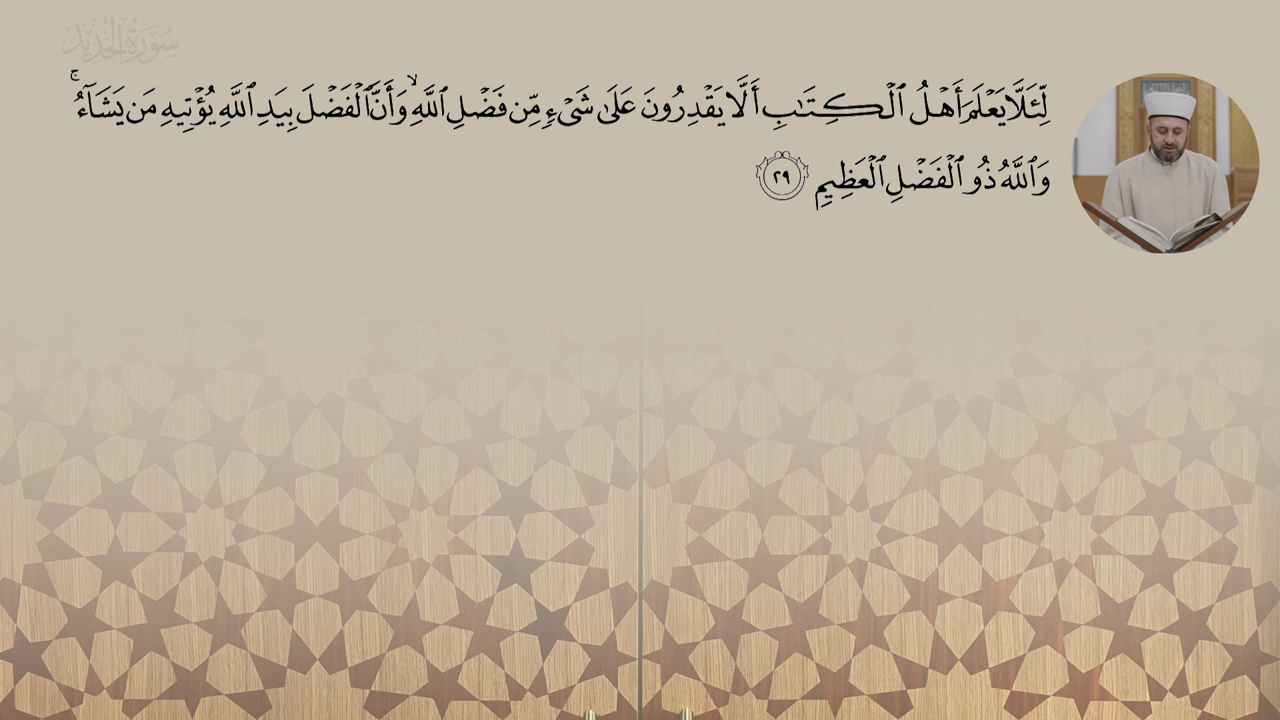 سُورَةُ الحَدِيدِ
لِّئَلَّا يَعۡلَمَ أَهۡلُ ٱلۡكِتَٰبِ أَلَّا يَقۡدِرُونَ عَلَىٰ شَيۡءٖ مِّن فَضۡلِ ٱللَّهِ ۙ وَأَنَّ ٱلۡفَضۡلَ بِيَدِ ٱللَّهِ يُؤۡتِيهِ مَن يَشَآءُ ۚ
وَٱللَّهُ ذُو ٱلۡفَضۡلِ ٱلۡعَظِيمِ ٢٩